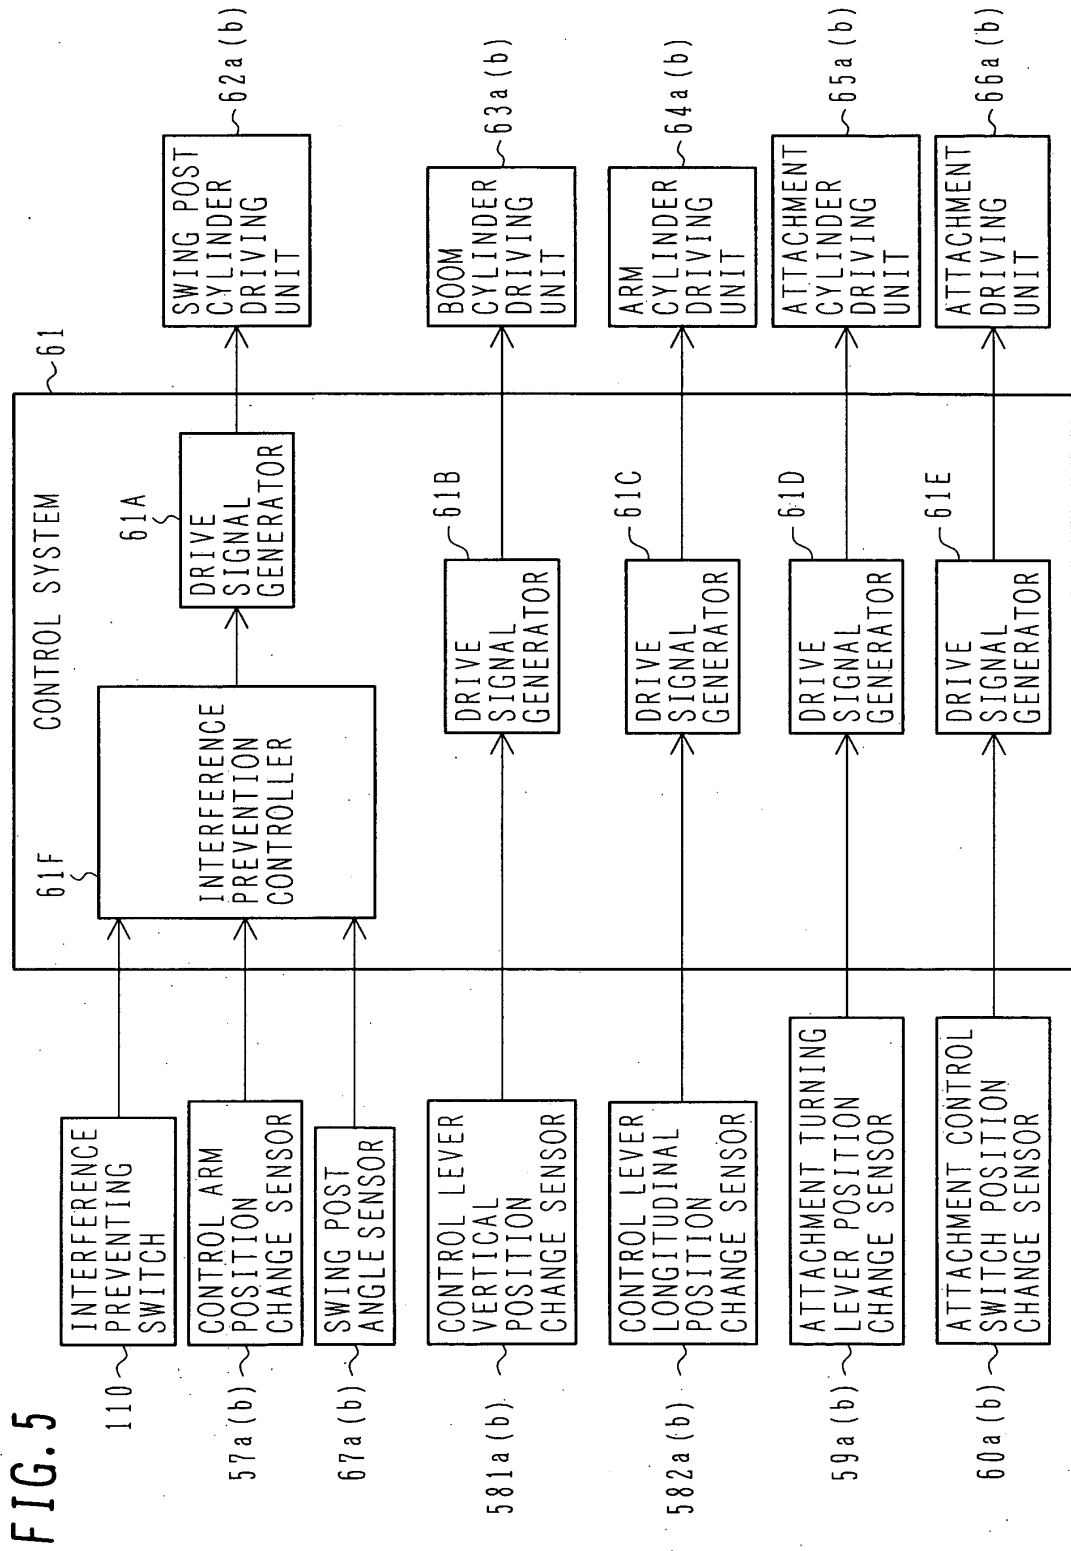 FIG.5
CONTROL SYSTEM
61
110
INTERFERENCE
PREVENTING
SWITCH
57a(b)
CONTROL ARM
POSITION
CHANGE SENSOR
67a(b)
SWING POST
ANGLE SENSOR
61F
INTERFERENCE
PREVENTION
CONTROLLER
61A
DRIVE
SIGNAL
GENERATOR
SWING POST
CYLINDER
DRIVING
UNIT
62a(b)
581a(b)
CONTROL LEVER
VERTICAL
POSITION
CHANGE SENSOR
61B
DRIVE
SIGNAL
GENERATOR
BOOM
CYLINDER
DRIVING
UNIT
63a(b)
582a(b)
CONTROL LEVER
LONGITUDINAL
POSITION
CHANGE SENSOR
61C
DRIVE
SIGNAL
GENERATOR
ARM
CYLINDER
DRIVING
UNIT
64a(b)
59a(b)
ATTACHMENT TURNING
LEVER POSITION
CHANGE SENSOR
61D
DRIVE
SIGNAL
GENERATOR
ATTACHMENT
CYLINDER
DRIVING
UNIT
65a(b)
60a(b)
ATTACHMENT CONTROL
SWITCH POSITION
CHANGE SENSOR
61E
DRIVE
SIGNAL
GENERATOR
ATTACHMENT
DRIVING
UNIT
66a(b)